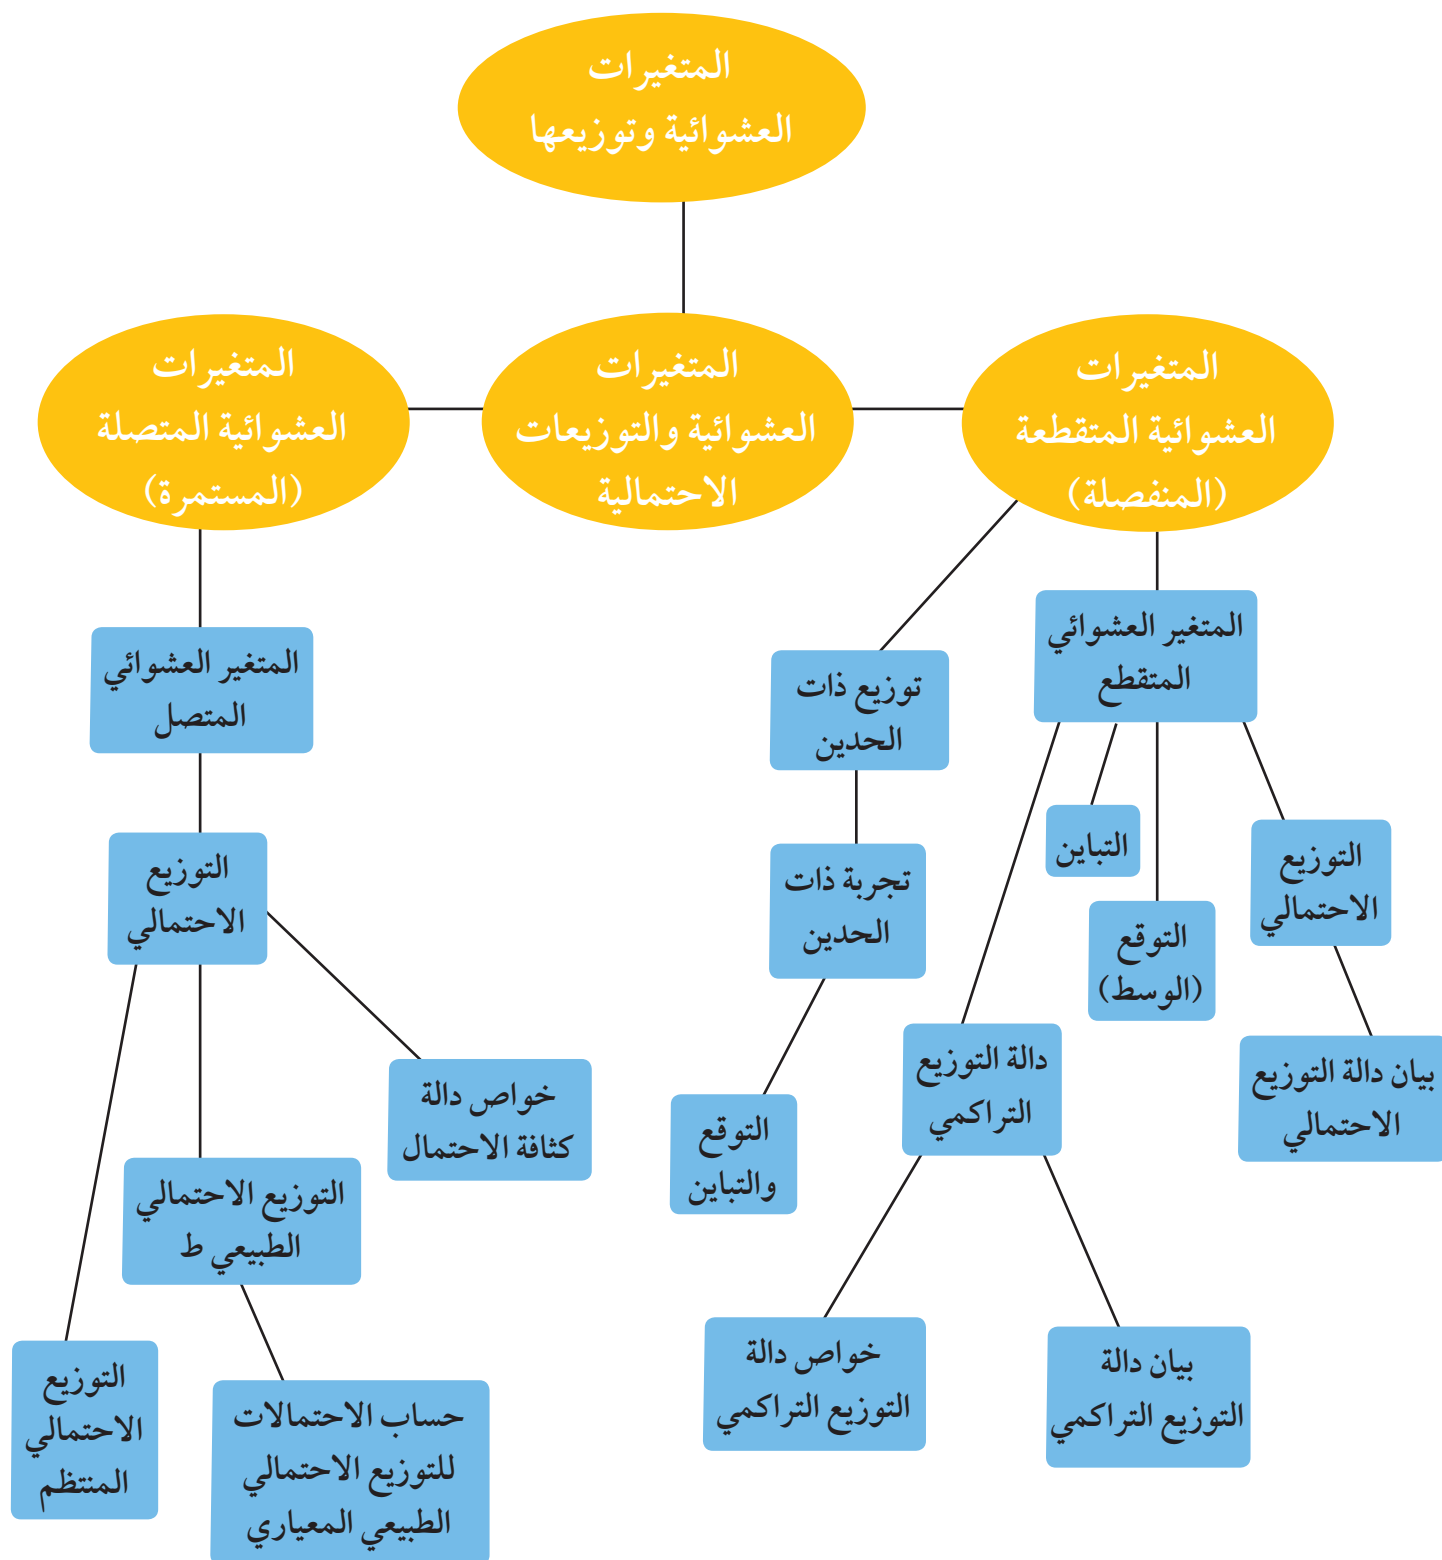 المتغيرات
العشوائية وتوزيعها
المتغيرات
العشوائية المتقطعة
(المنفصلة)
المتغيرات
العشوائية والتوزيعات
الاحتمالية
المتغيرات
العشوائية المتصلة
(المستمرة)
المتغير العشوائي
المتقطع
توزيع ذات
الحدين
المتغير العشوائي
المتصل
التوزيع
الاحتمالي
التباين
التوقع
(الوسط)
تجربة ذات
الحدين
التوزيع
الاحتمالي
بيان دالة التوزيع
الاحتمالي
دالة التوزيع
التراكمي
التوقع
والتباين
خواص دالة
كثافة الاحتمال
التوزيع الاحتمالي
الطبيعي ط
بيان دالة
التوزيع التراكمي
خواص دالة
التوزيع التراكمي
حساب الاحتمالات
للتوزيع الاحتمالي
الطبيعي المعياري
التوزيع
الاحتمالي
المنتظم